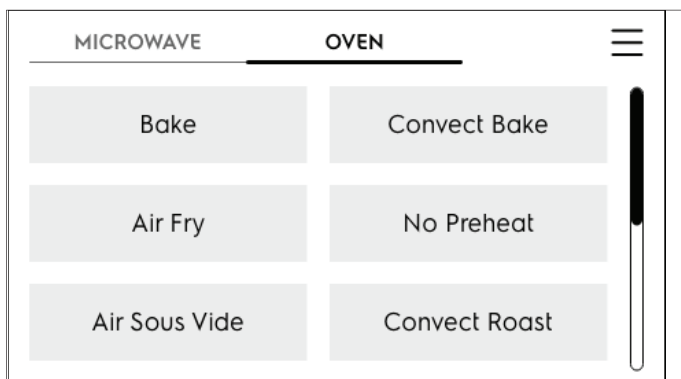 MICROWAVE OVEN
Bake Convect Bake
Air Fry No Preheat
Air Sous Vide Convect Roast